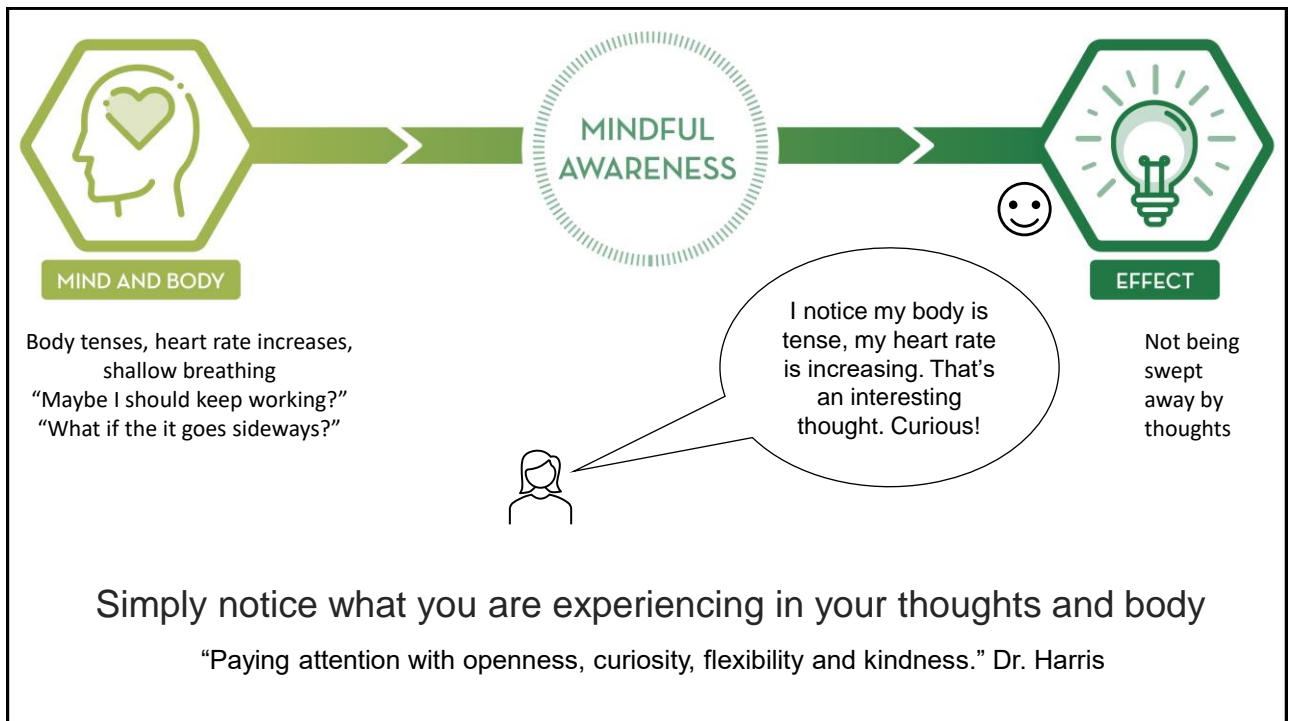 MINDFUL
AWARENESS
MIND AND BODY
EFFECT
Body tenses, heart rate increases,
shallow breathing
“Maybe I should keep working?”
“What if the it goes sideways?”
I notice my body is
tense, my heart rate
is increasing. That’s
an interesting
thought. Curious!
Not being
swept
away by
thoughts
Simply notice what you are experiencing in your thoughts and body
“Paying attention with openness, curiosity, flexibility and kindness.” Dr. Harris